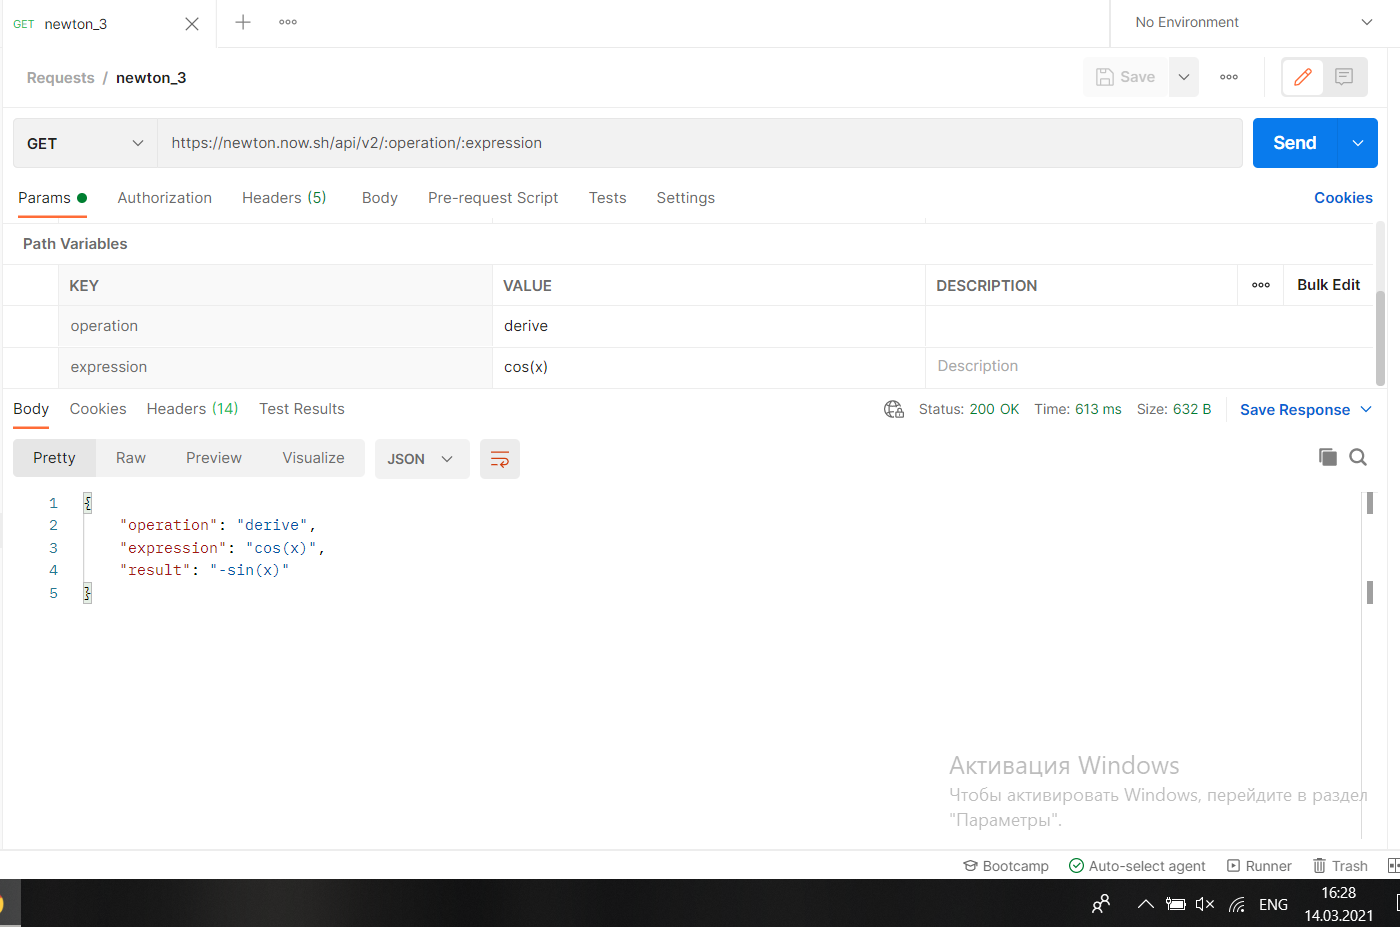 GET newton_3
No Environment
Requests / newton_3
Save
GET https://newton.now.sh/api/v2/:operation/:expression
Send
Params Authorization Headers (5) Body Pre-request Script Tests Settings Cookies
Path Variables
KEY VALUE DESCRIPTION Bulk Edit
operation derive
expression cos(x) Description
Body Cookies Headers (14) Test Results Status: 200 OK Time: 613 ms Size: 632 B Save Response
Pretty Raw Preview Visualize JSON
1 {
2 "operation": "derive",
3 "expression": "cos(x)",
4 "result": "-sin(x)"
5 }
Активация Windows
Чтобы активировать Windows, перейдите в раздел
"Параметры".
Bootcamp Auto-select agent Runner Trash
ENG
16:28
14.03.2021